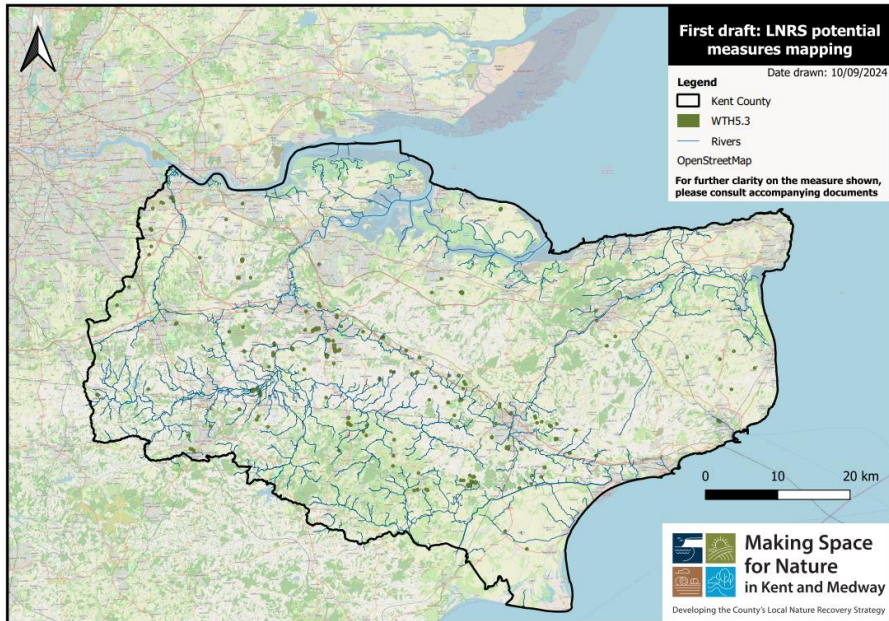 N
First draft: LNRS potential
measures mapping
Date drawn: 10/09/2024
Legend
Kent County
WTH5.3
Rivers
OpenStreetMap
For further clarity on the measure shown,
please consult accompanying documents
0 10 20 km
Making Space
for Nature
in Kent and Medway
Developing the County's Local Nature Recovery Strategy